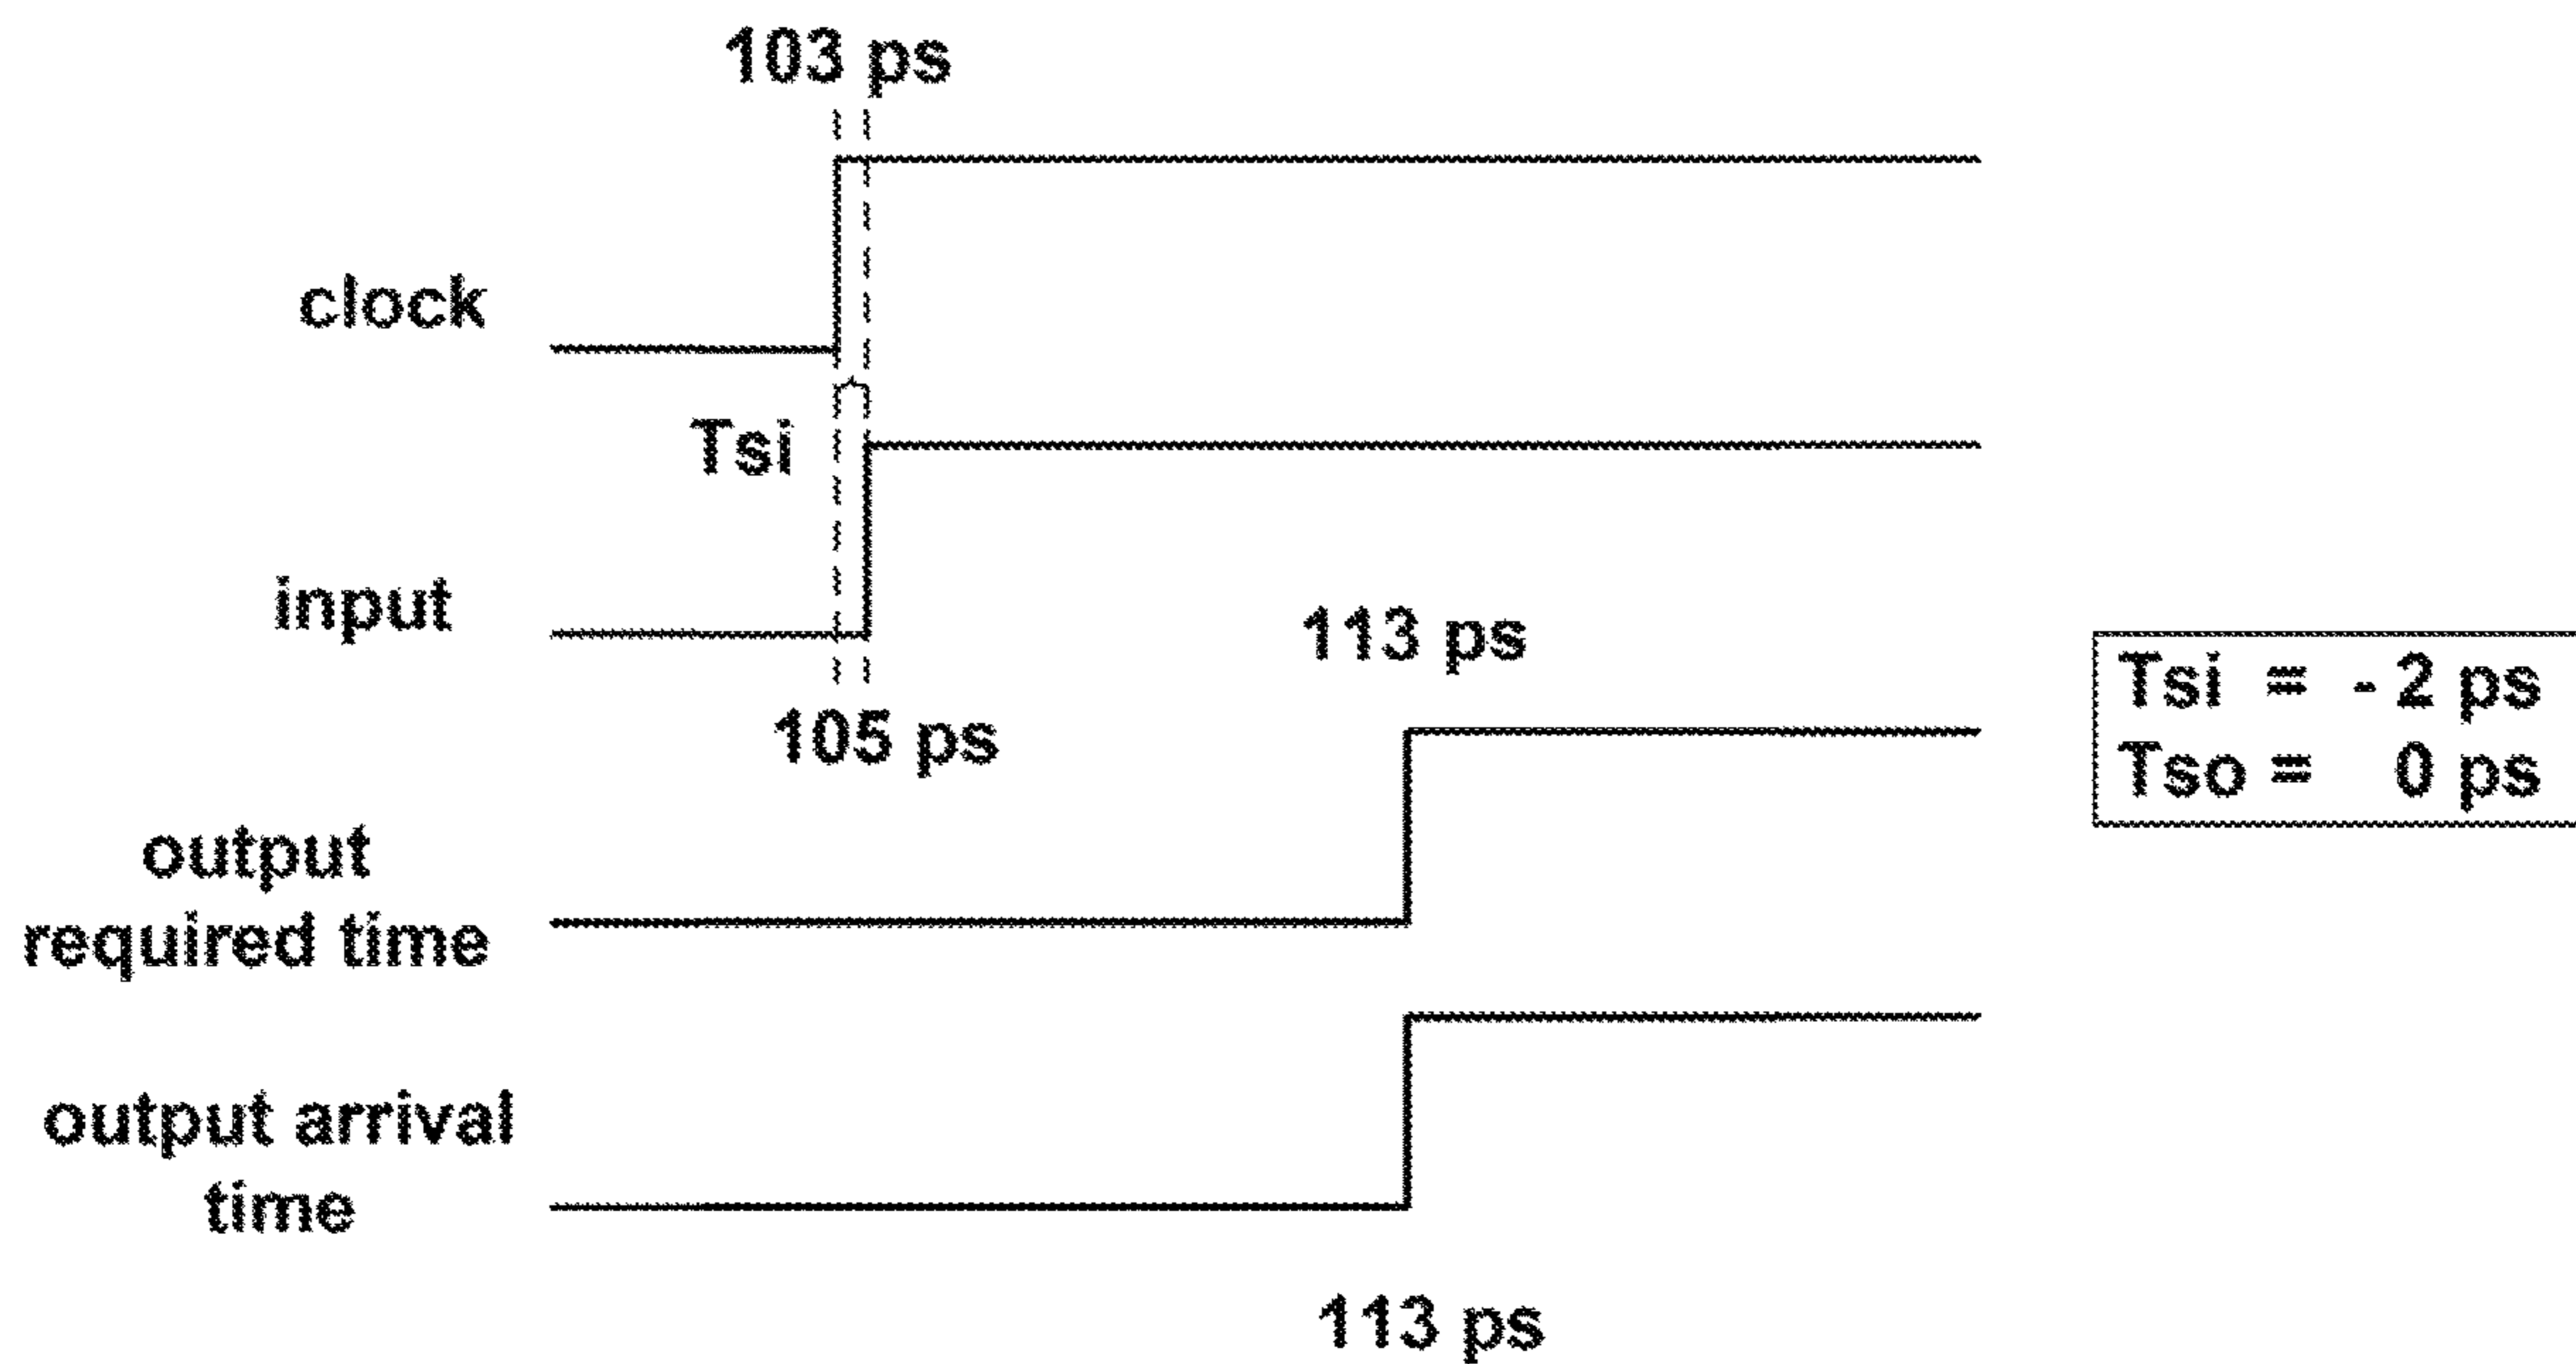 103 ps
clock
Tsi
input
113 ps
105 ps
Tsi = - 2 ps
Tso = 0 ps
output
required time
output arrival
time
113 ps